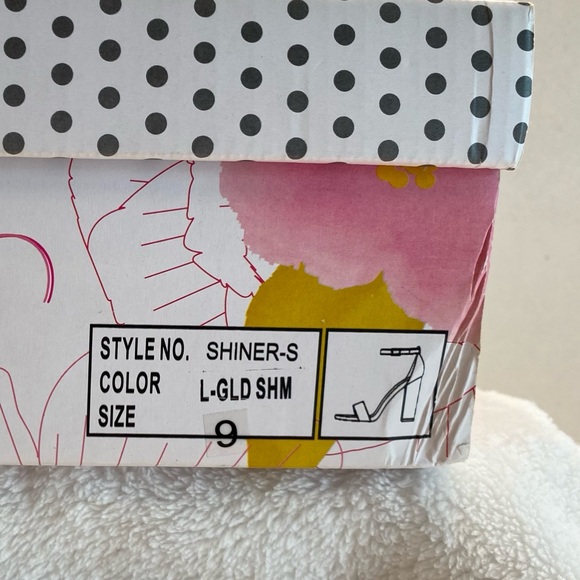 STYLE NO. SHINER-S
COLOR L-GLD SHM
SIZE 9